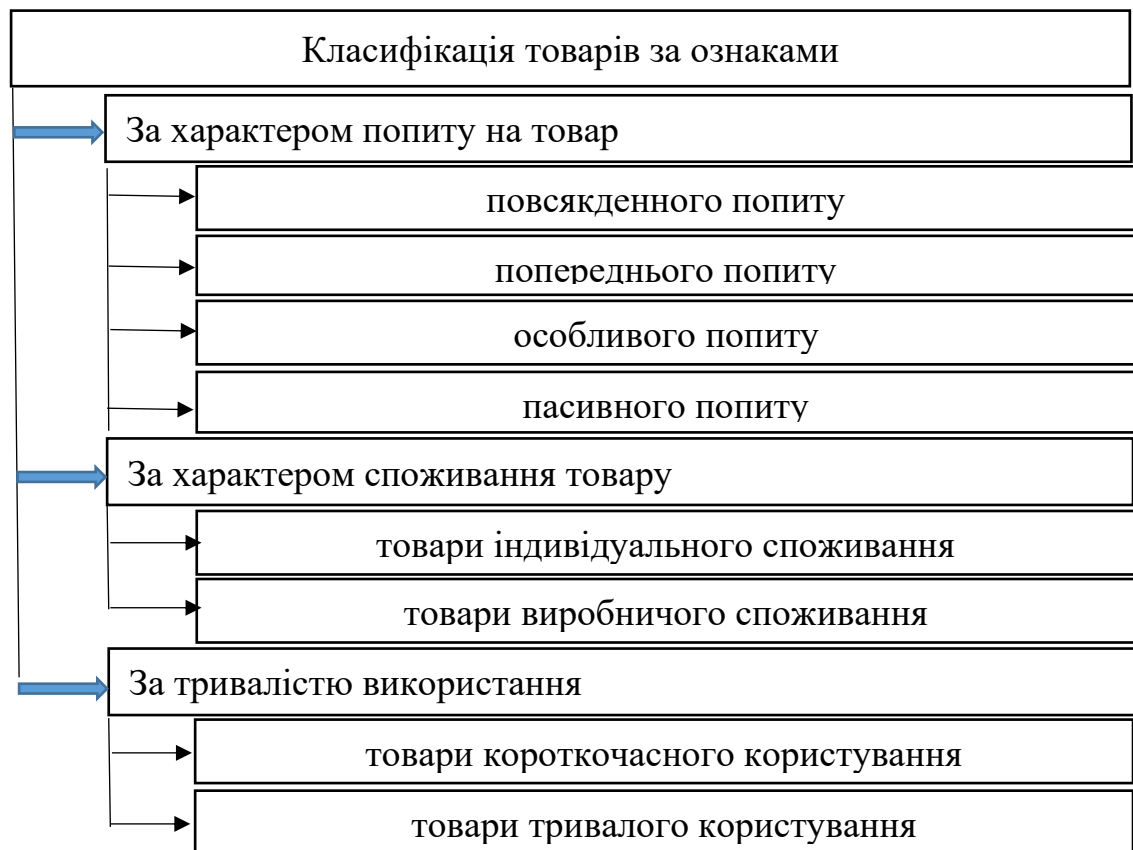 Класифікація товарів за ознаками
За характером попиту на товар
повсякденного попиту
попереднього попиту
особливого попиту
пасивного попиту
За характером споживання товару
товари індивідуального споживання
товари виробничого споживання
За тривалістю використання
товари короткочасного користування
товари тривалого користування